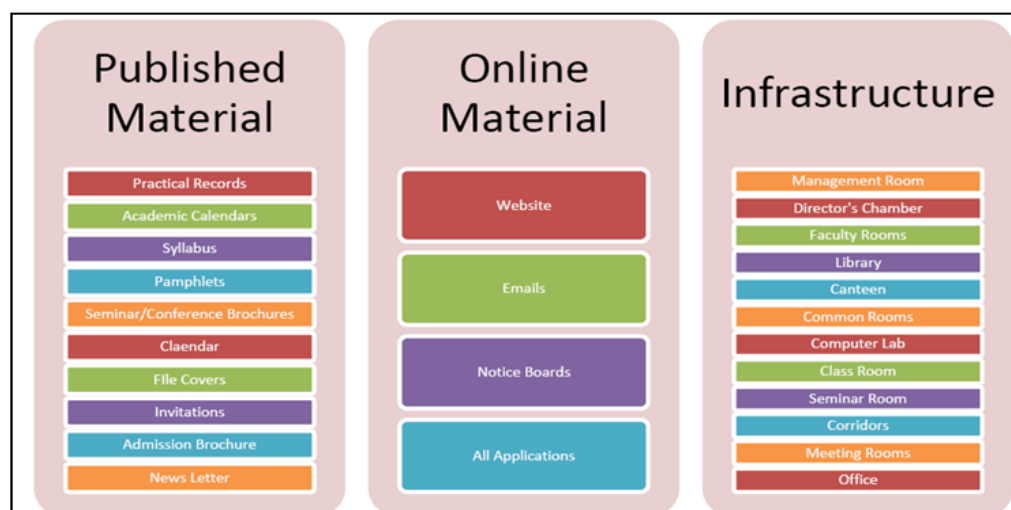 Published
Material
Practical Records
Academic Calendars
Syllabus
Pamphlets
Seminar/Conference Brochures
Claendar
FIle Covers
Invitations
Admission Brochure
News Letter
Online
Material
Website
Emails
Notice Boards
All Applications
Infrastructure
Management Room
Director's Chamber
Faculty Rooms
Library
Canteen
Common Rooms
Computer Lab
Class Room
Seminar Room
Corridors
Meeting Rooms
Office